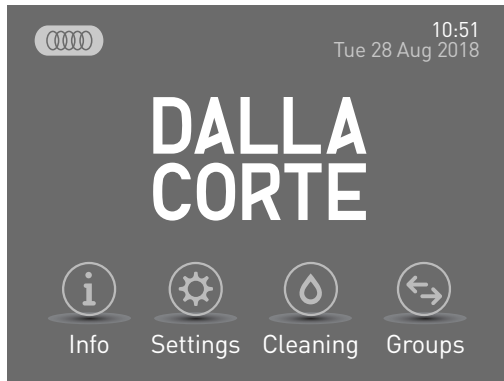 10:51
Tue 28 Aug 2018
DALLA
CORTE
Info Settings Cleaning Groups